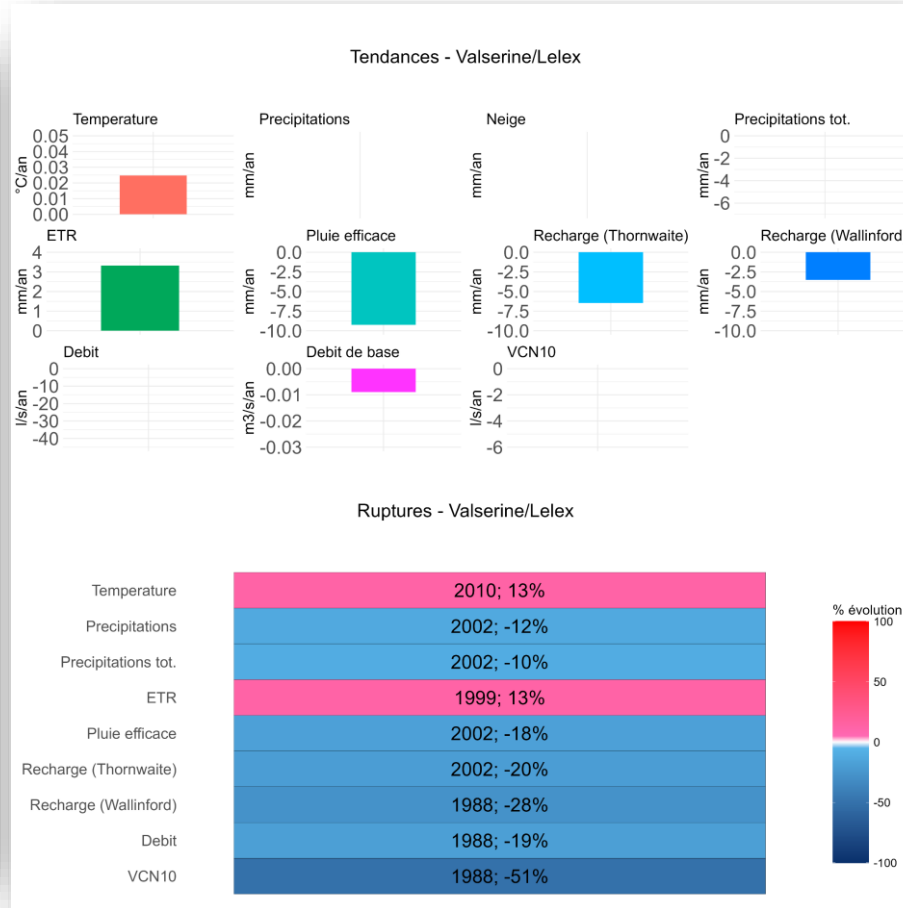 Tendances - Valserine/Lelex
Temperature
°C/an
0.05
0.04
0.03
0.02
0.01
0.00
Precipitations
mm/an
Neige
mm/an
Precipitations tot.
mm/an
0
-2
-4
-6
ETR
mm/an
4
3
2
1
0
Pluie efficace
mm/an
0.0
-2.5
-5.0
-7.5
-10.0
Recharge (Thornwaite)
mm/an
0.0
-2.5
-5.0
-7.5
-10.0
Recharge (Wallinford
mm/an
0.0
-2.5
-5.0
-7.5
-10.0
Debit
l/s/an
0
-10
-20
-30
-40
Debit de base
m3/s/an
0.00
-0.01
-0.02
-0.03
VCN10
l/s/an
0
-2
-4
-6
Ruptures - Valserine/Lelex
Temperature 2010; 13%
Precipitations 2002; -12%
Precipitations tot. 2002; -10%
ETR 1999; 13%
Pluie efficace 2002; -18%
Recharge (Thornwaite) 2002; -20%
Recharge (Wallinford) 1988; -28%
Debit 1988; -19%
VCN10 1988; -51%
% évolution
100
50
0
-50
-100